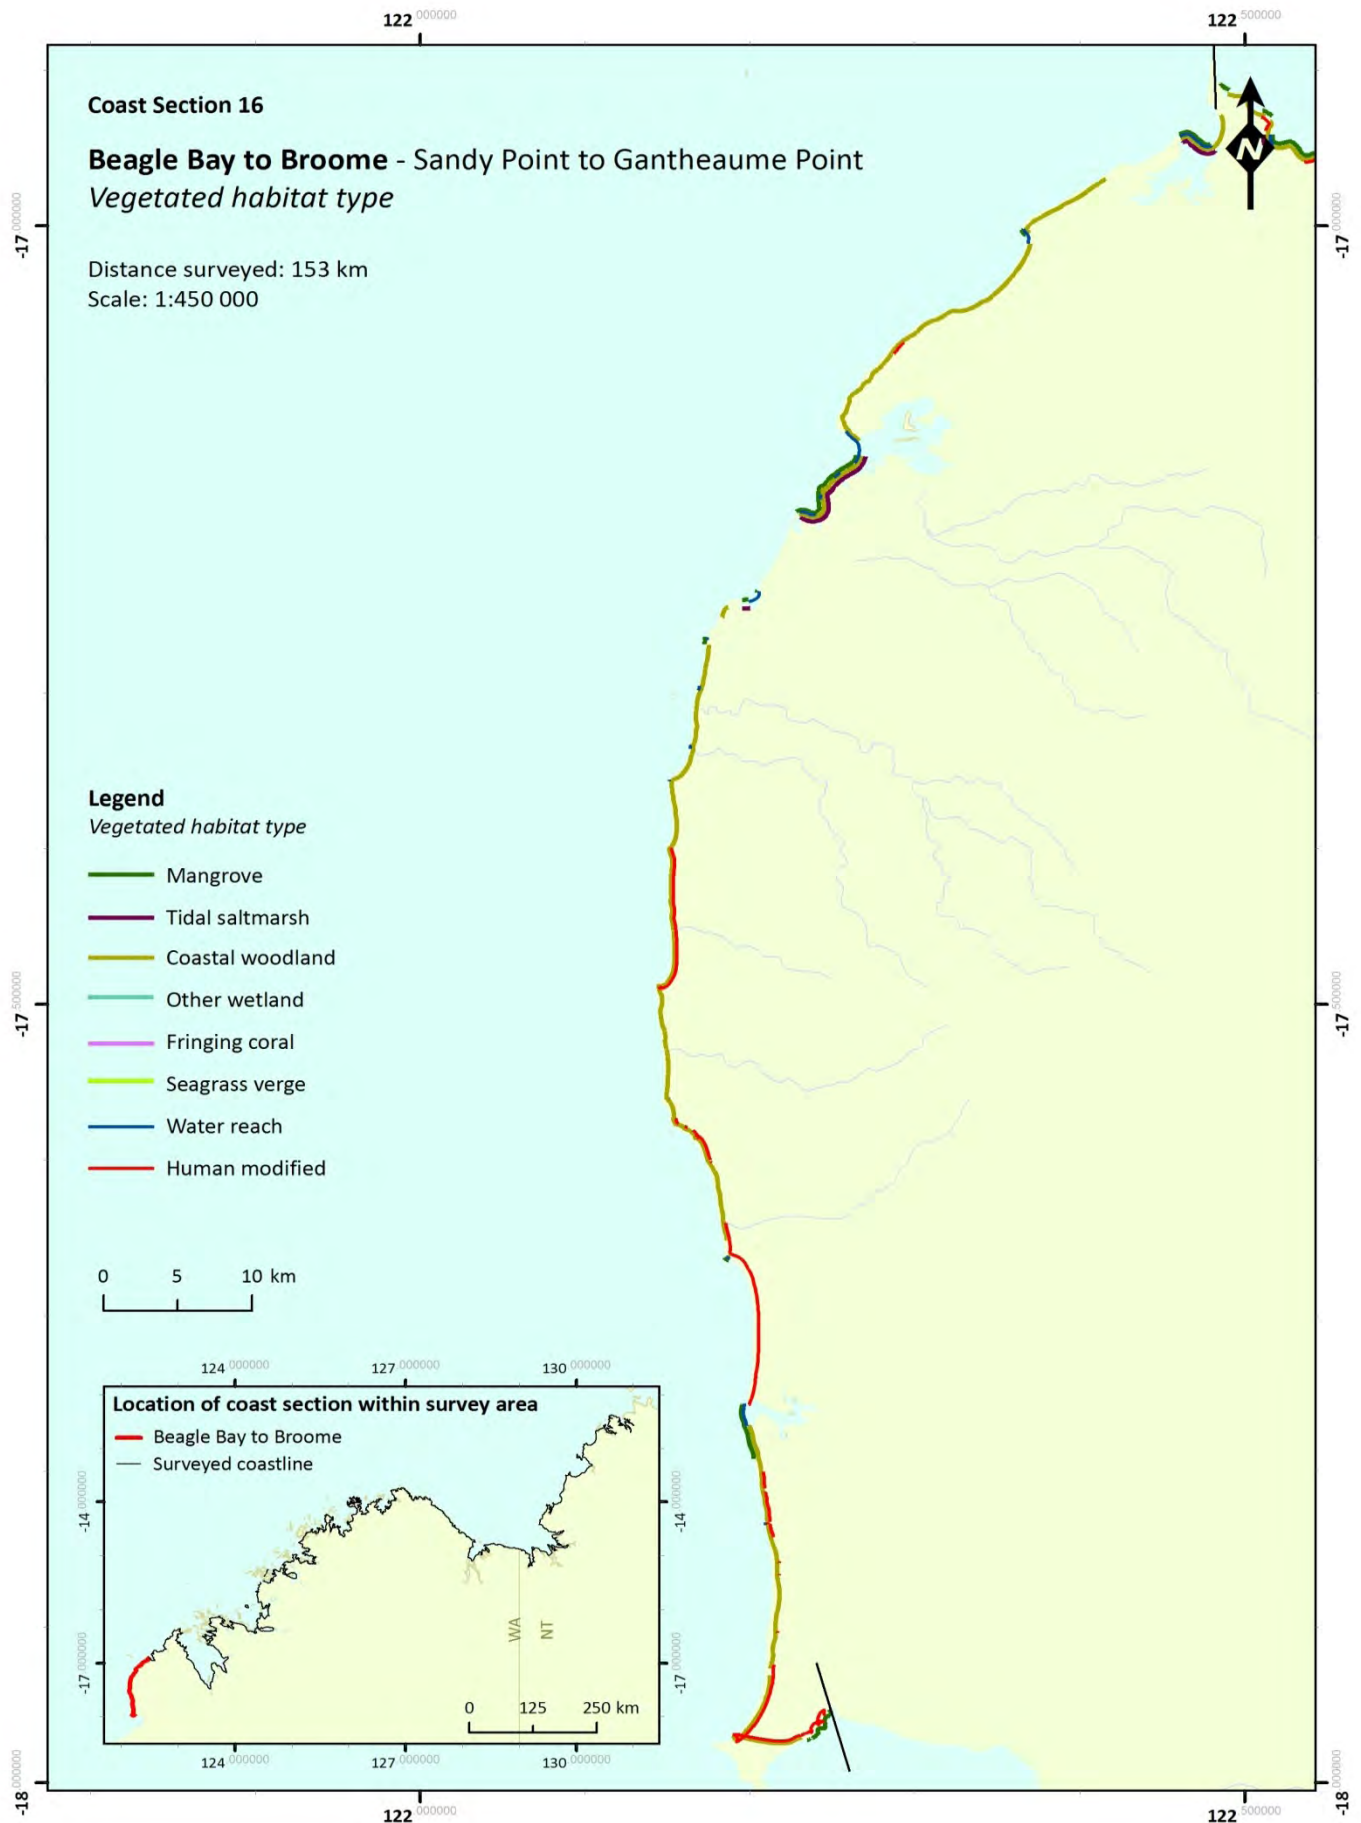 122.000000
122.500000
Coast Section 16
Beagle Bay to Broome - Sandy Point to Gantheaume Point
Vegetated habitat type
N
-17.000000
-17.000000
Distance surveyed: 153 km
Scale: 1:450 000
Legend
Vegetated habitat type
Mangrove
Tidal saltmarsh
Coastal woodland
Other wetland
Fringing coral
Seagrass verge
Water reach
Human modified
-17.500000
-17.500000
0 5 10 km
124.000000
127.000000
130.000000
Location of coast section within survey area
Beagle Bay to Broome
Surveyed coastline
-14.000000
-14.000000
WA
NT
-17.000000
-17.000000
0 125 250 km
124.000000
127.000000
130.000000
-18.000000
-18.000000
122.000000
122.500000